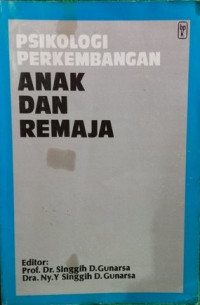 PSIKOLOGI
PERKEMBANGAN
ANAK
DAN
REMAJA
Editor:
Prof. Dr. Singgih D.Gunarsa
Dra. Ny.Y Singgih D.Gunarsa